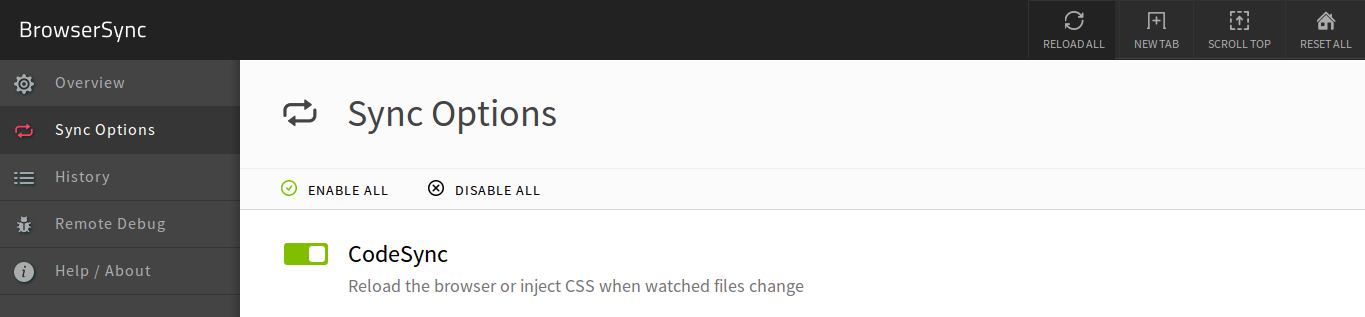 BrowserSync
RELOAD ALL
NEW TAB
SCROLL TOP
RESET ALL
Overview
Sync Options
History
Remote Debug
Help / About
Sync Options
ENABLE ALL
DISABLE ALL
CodeSync
Reload the browser or inject CSS when watched files change